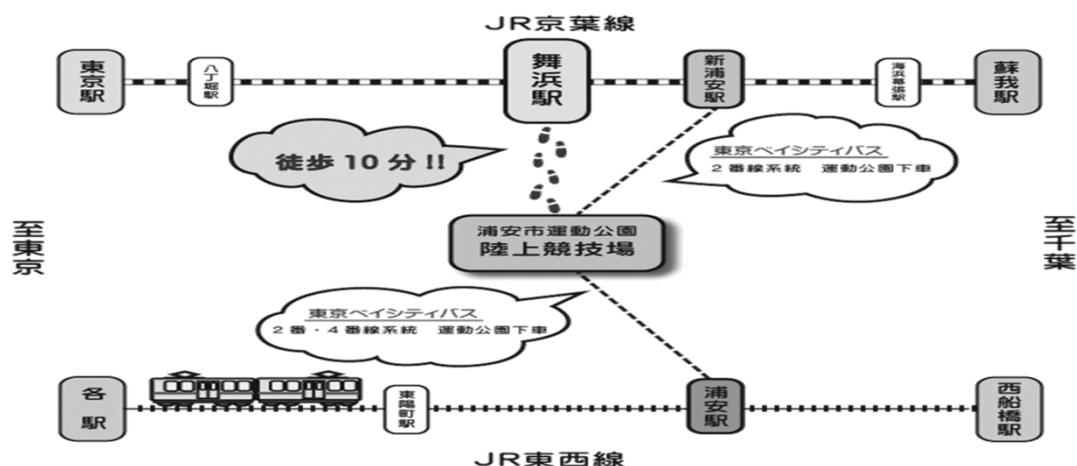 JR京葉線
東京駅
八丁堀駅
舞浜駅
新浦安駅
海浜幕張駅
蘇我駅
徒歩10分!!
東京ベイシティバス
2番線系統 運動公園下車
至東京
浦安市運動公園
陸上競技場
至千葉
東京ベイシティバス
2番・4番線系統 運動公園下車
各駅
東陽町駅
浦安駅
西船橋駅
JR東西線